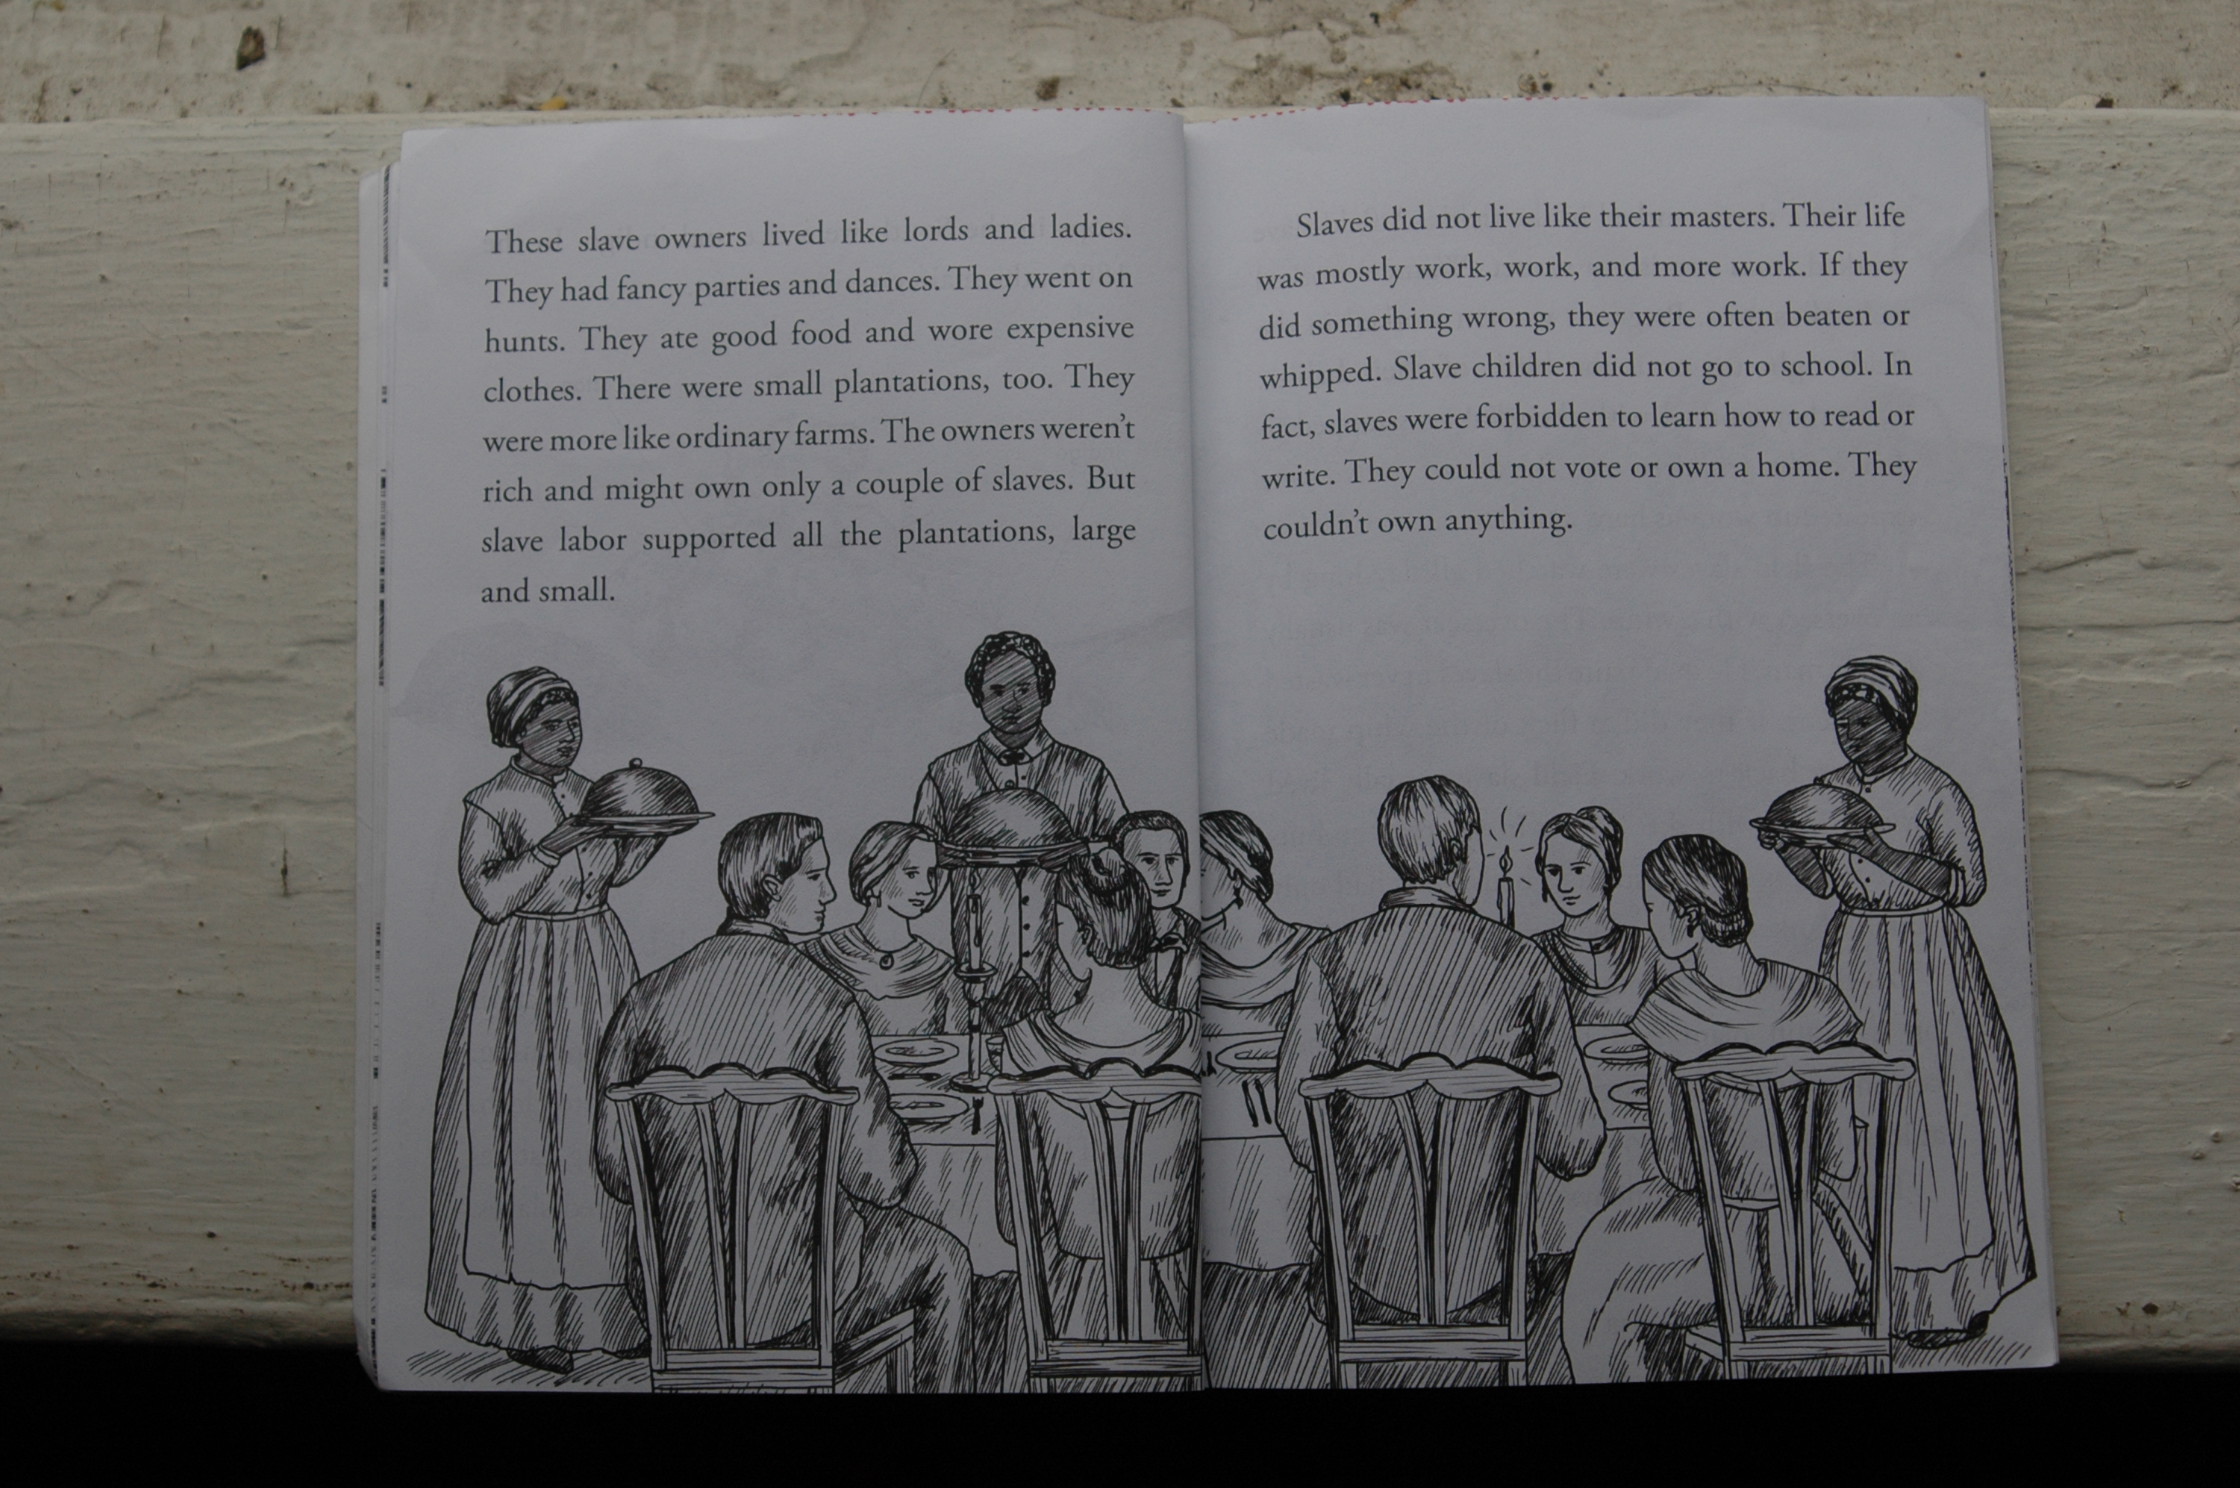 These slave owners lived like lords and ladies.
They had fancy parties and dances. They went on
hunts. They ate good food and wore expensive
clothes. There were small plantations, too. They
were more like ordinary farms. The owners weren't
rich and might own only a couple of slaves. But
slave labor supported all the plantations, large
and small.
Slaves did not live like their masters. Their life
was mostly work, work, and more work. If they
did something wrong, they were often beaten or
whipped. Slave children did not go to school. In
fact, slaves were forbidden to learn how to read or
write. They could not vote or own a home. They
couldn't own anything.